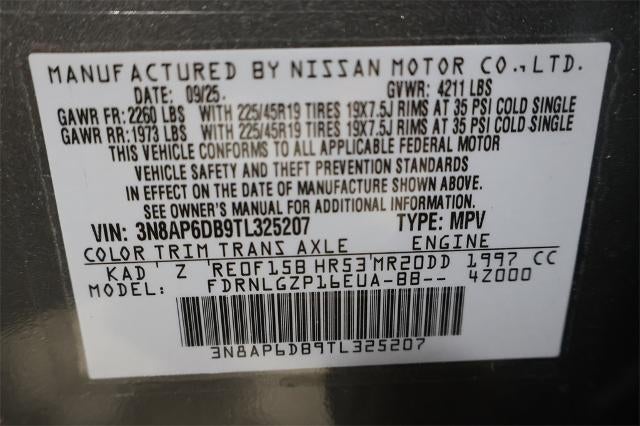 MANUFACTURED BY NISSAN MOTOR CO., LTD.
DATE: 09/25. GVWR: 4211 LBS
GAWR FR: 2260 LBS WITH 225/45R19 TIRES 19X7.5J RIMS AT 35 PSI COLD SINGLE
GAWR RR: 1973 LBS WITH 225/45R19 TIRES 19X7.5J RIMS AT 35 PSI COLD SINGLE
THIS VEHICLE CONFORMS TO ALL APPLICABLE FEDERAL MOTOR
VEHICLE SAFETY AND THEFT PREVENTION STANDARDS
IN EFFECT ON THE DATE OF MANUFACTURE SHOWN ABOVE.
SEE OWNER'S MANUAL FOR ADDITIONAL INFORMATION.
VIN: 3N8AP6DB9TL325207 TYPE: MPV
COLOR TRIM TRANS AXLE ENGINE
KAD Z RE0F15B HR53 MR20DD 1997 CC
MODEL: FDRNLGZP16EUA-BB-- 4Z000
3N8AP6DB9TL325207